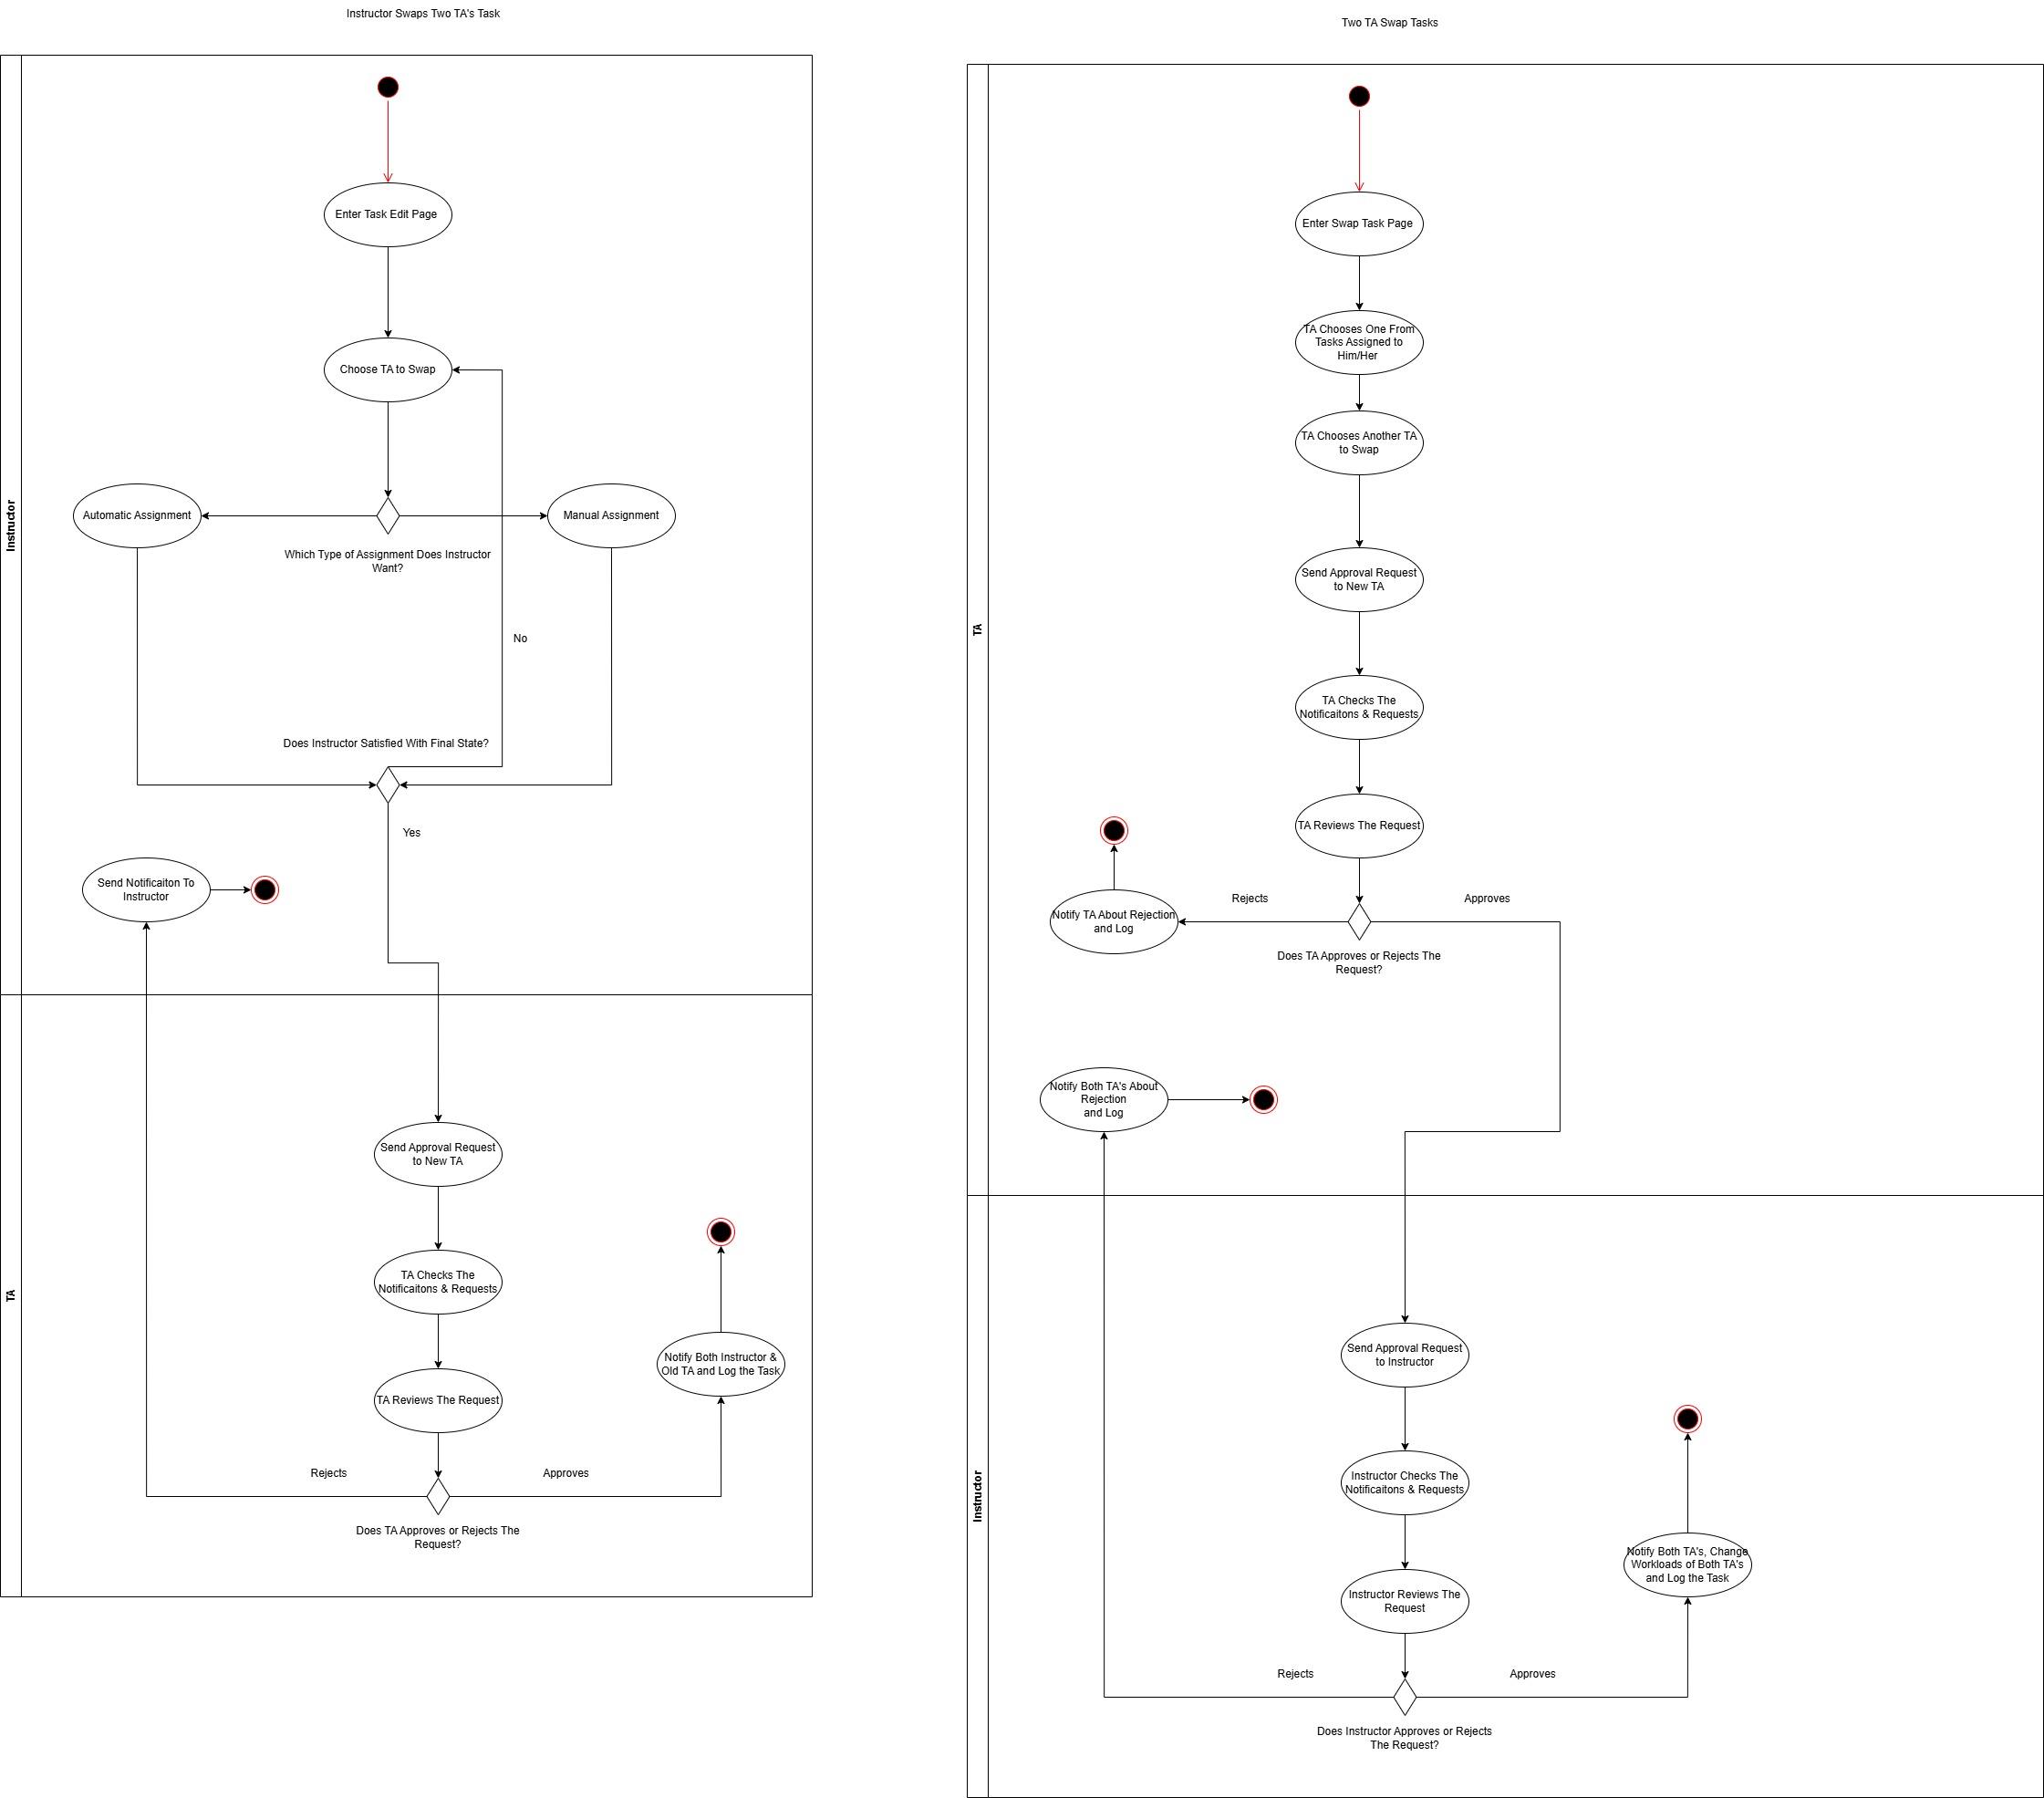 Instructor Swaps Two TA's Task
Instructor
Enter Task Edit Page
Choose TA to Swap
Automatic Assignment
Manual Assignment
Which Type of Assignment Does Instructor
Want?
No
Does Instructor Satisfied With Final State?
Yes
Send Notificaiton To
Instructor
TA
Send Approval Request
to New TA
TA Checks The
Notificaitons & Requests
TA Reviews The Request
Notify Both Instructor &
Old TA and Log the Task
Rejects
Approves
Does TA Approves or Rejects The
Request?
Two TA Swap Tasks
TA
Enter Swap Task Page
TA Chooses One From
Tasks Assigned to
Him/Her
TA Chooses Another TA
to Swap
Send Approval Request
to New TA
TA Checks The
Notificaitons & Requests
TA Reviews The Request
Rejects
Approves
Notify TA About Rejection
and Log
Does TA Approves or Rejects The
Request?
Notify Both TA's About
Rejection
and Log
Instructor
Send Approval Request
to Instructor
Instructor Checks The
Notificaitons & Requests
Instructor Reviews The
Request
Notify Both TA's, Change
Workloads of Both TA's
and Log the Task
Rejects
Approves
Does Instructor Approves or Rejects
The Request?